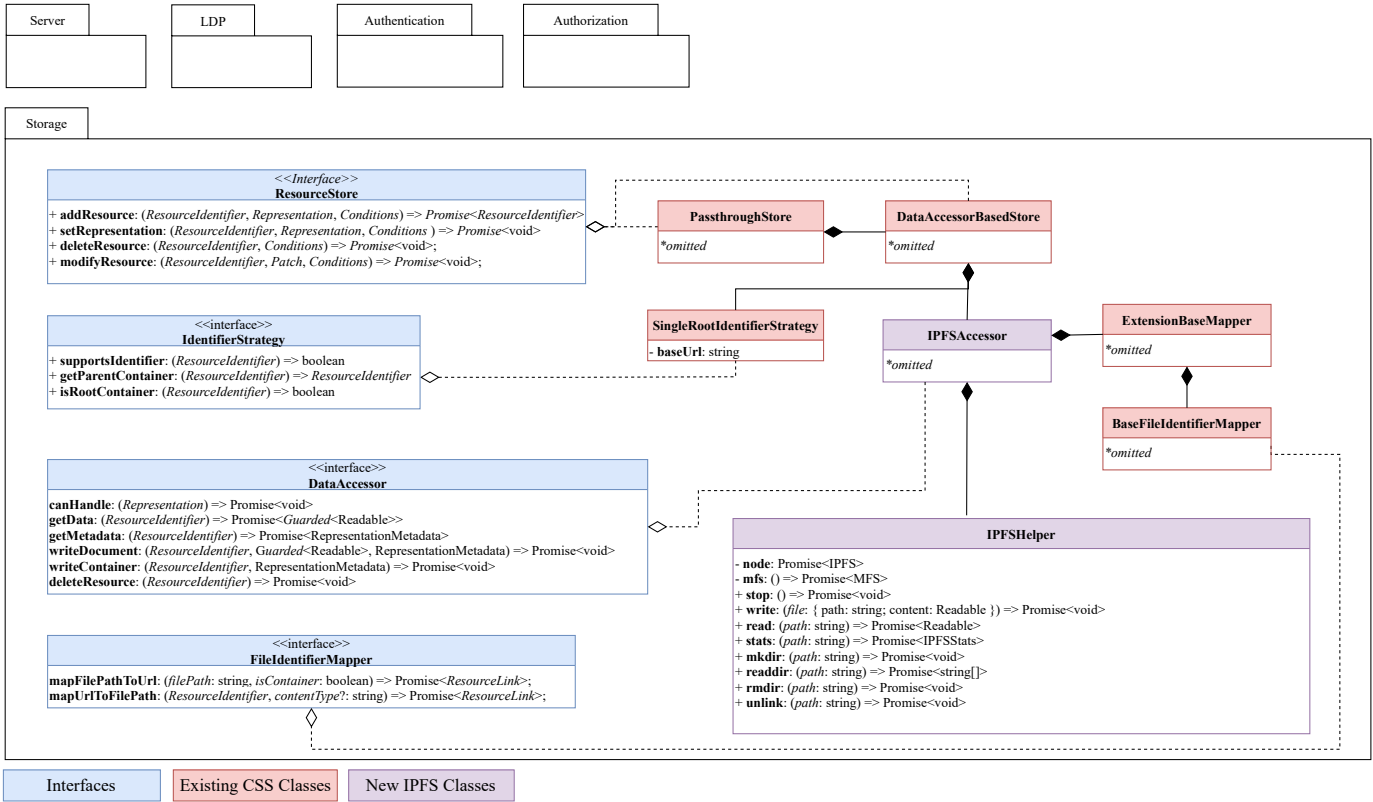 Server
LDP
Authentication
Authorization
Storage
<<Interface>>
ResourceStore
+ addResource: (ResourceIdentifier, Representation, Conditions) => Promise<ResourceIdentifier>
+ setRepresentation: (ResourceIdentifier, Representation, Conditions ) => Promise<void>
+ deleteResource: (ResourceIdentifier, Conditions) => Promise<void>;
+ modifyResource: (ResourceIdentifier, Patch, Conditions) => Promise<void>;
PassthroughStore
*omitted
DataAccessorBasedStore
*omitted
<<interface>>
IdentifierStrategy
+ supportsIdentifier: (ResourceIdentifier) => boolean
+ getParentContainer: (ResourceIdentifier) => ResourceIdentifier
+ isRootContainer: (ResourceIdentifier) => boolean
SingleRootIdentifierStrategy
- baseUrl: string
IPFSAccessor
*omitted
ExtensionBaseMapper
*omitted
BaseFileIdentifierMapper
*omitted
<<interface>>
DataAccessor
canHandle: (Representation) => Promise<void>
getData: (ResourceIdentifier) => Promise<Guarded<Readable>>
getMetadata: (ResourceIdentifier) => Promise<RepresentationMetadata>
writeDocument: (ResourceIdentifier, Guarded<Readable>, RepresentationMetadata) => Promise<void>
writeContainer: (ResourceIdentifier, RepresentationMetadata) => Promise<void>
deleteResource: (ResourceIdentifier) => Promise<void>
IPFSHelper
- node: Promise<IPFS>
- mfs: () => Promise<MFS>
+ stop: () => Promise<void>
+ write: (file: { path: string; content: Readable }) => Promise<void>
+ read: (path: string) => Promise<Readable>
+ stats: (path: string) => Promise<IPFSStats>
+ mkdir: (path: string) => Promise<void>
+ readdir: (path: string) => Promise<string[]>
+ rmdir: (path: string) => Promise<void>
+ unlink: (path: string) => Promise<void>
<<interface>>
FileIdentifierMapper
mapFilePathToUrl: (filePath: string, isContainer: boolean) => Promise<ResourceLink>;
mapUrlToFilePath: (ResourceIdentifier, contentType?: string) => Promise<ResourceLink>;
Interfaces
Existing CSS Classes
New IPFS Classes